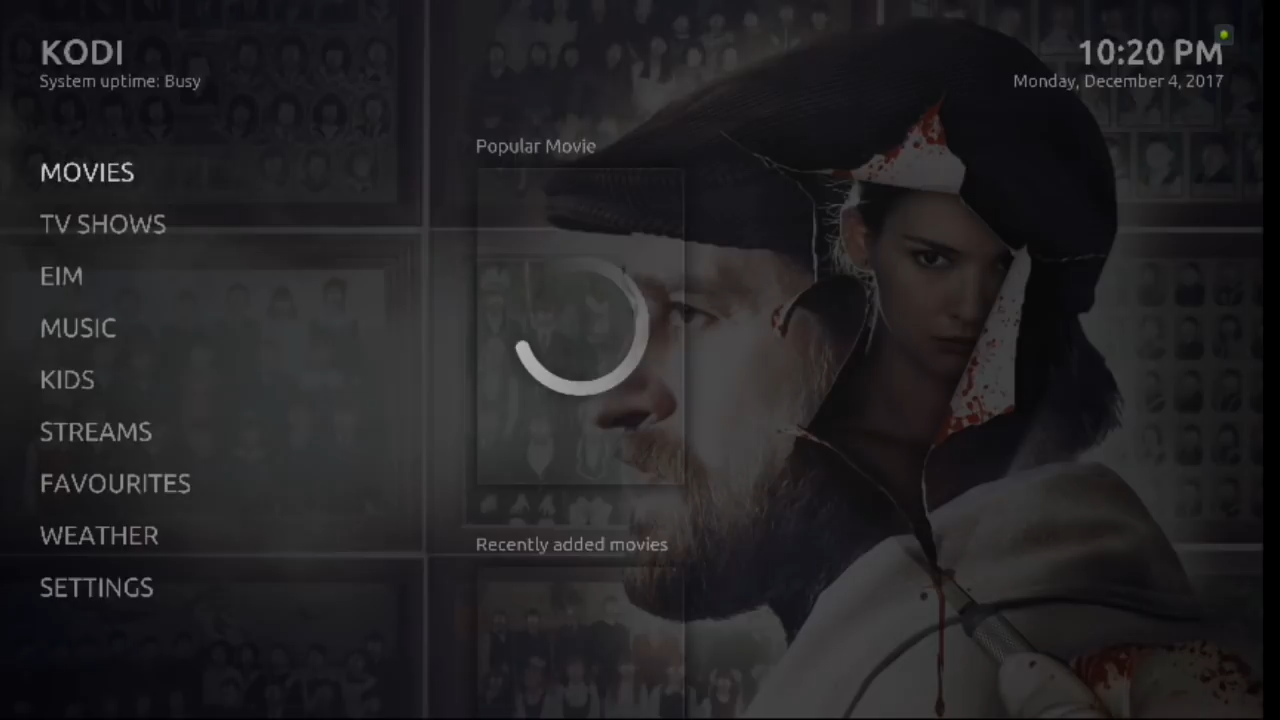 KODI
System uptime: Busy
10:20 PM
Monday, December 4, 2017
Popular Movie
MOVIES
TV SHOWS
EIM
MUSIC
KIDS
STREAMS
FAVOURITES
WEATHER
Recently added movies
SETTINGS